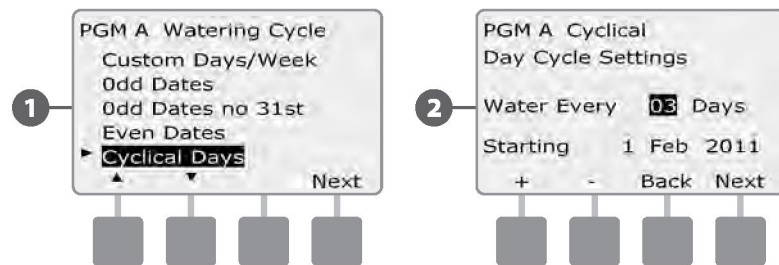 1
PGM A Watering Cycle
Custom Days/Week
Odd Dates
Odd Dates no 31st
Even Dates
Cyclical Days
Next
2
PGM A Cyclical
Day Cycle Settings
Water Every 03 Days
Starting 1 Feb 2011
+ - Back Next